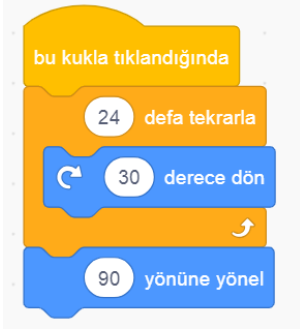 bu kukla tıklandığında
24 defa tekrarla
30 derece dön
90 yönüne yönel